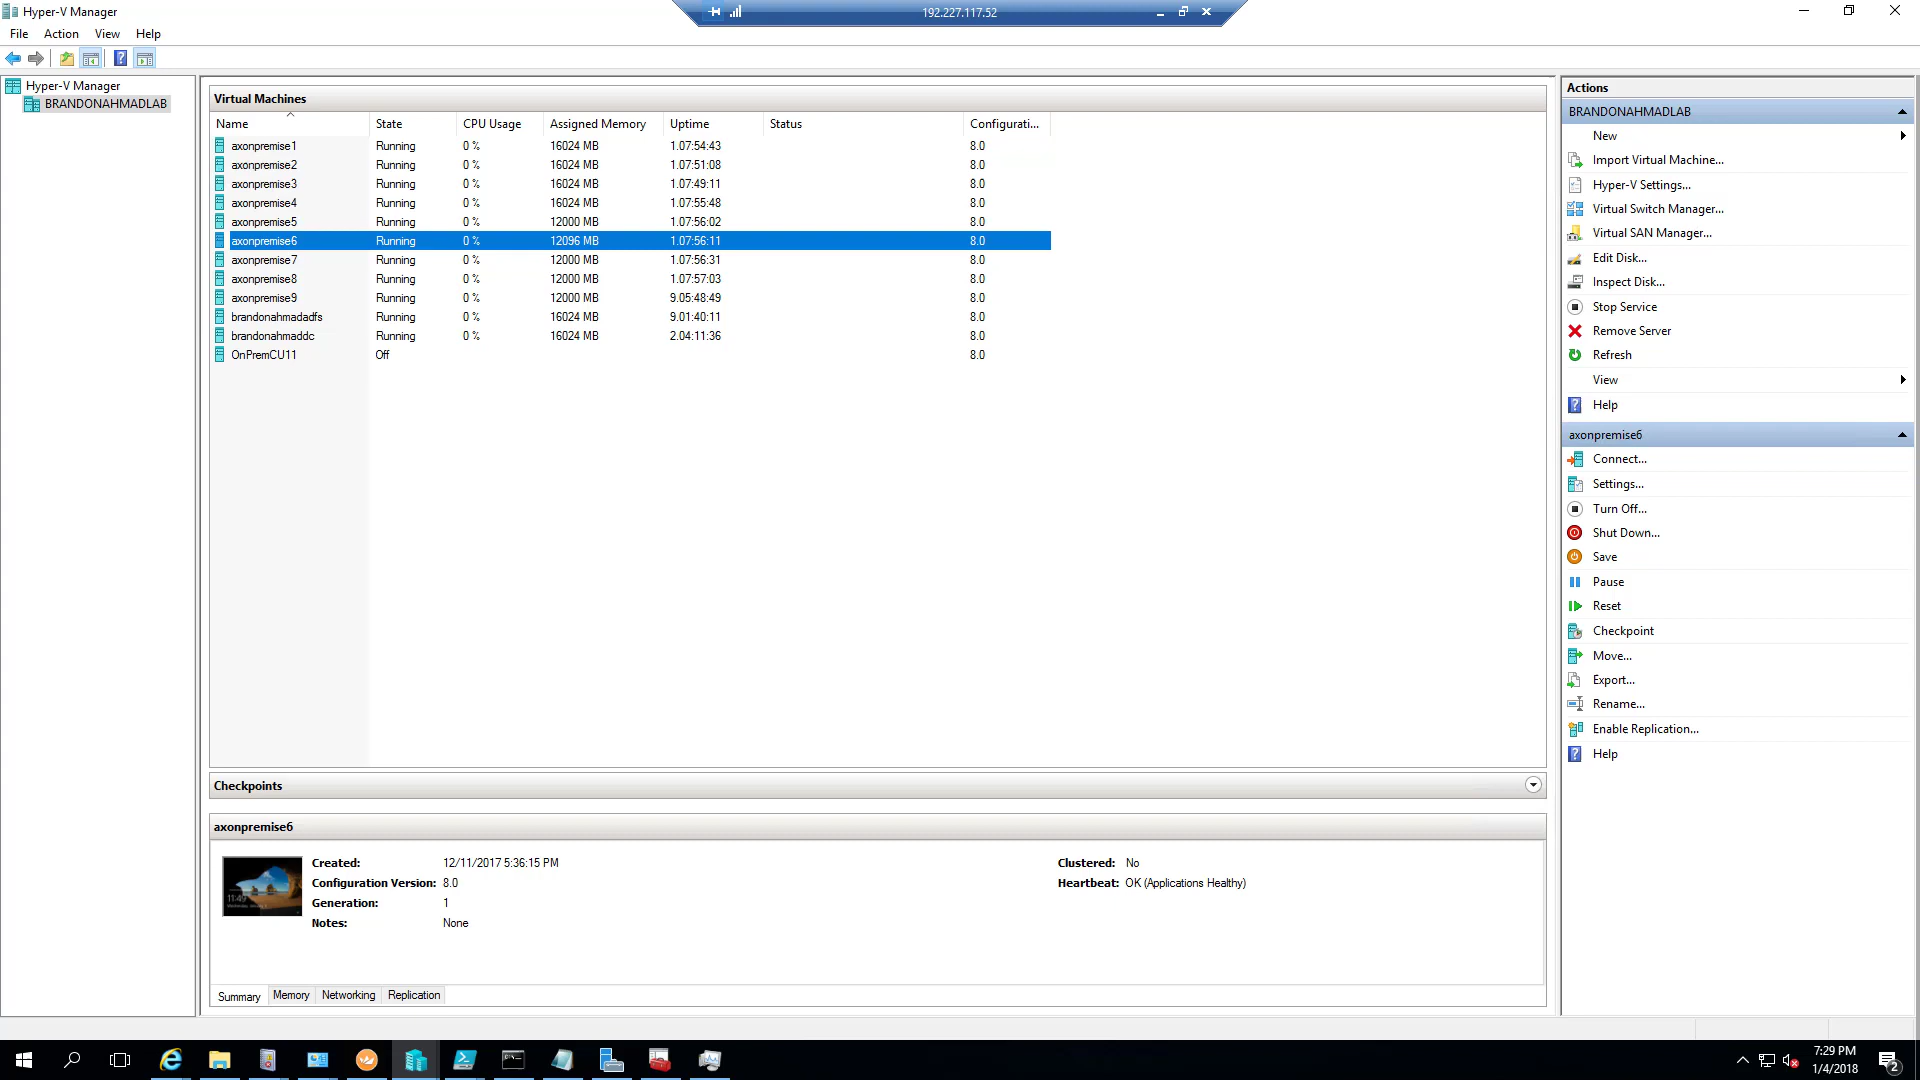 Hyper-V Manager
192.227.117.52
File Action View Help
Hyper-V Manager
BRANDONAHMADLAB
Virtual Machines
Name State CPU Usage Assigned Memory Uptime Status Configurati...
axonpremise1 Running 0 % 16024 MB 1.07:54:43 8.0
axonpremise2 Running 0 % 16024 MB 1.07:51:08 8.0
axonpremise3 Running 0 % 16024 MB 1.07:49:11 8.0
axonpremise4 Running 0 % 16024 MB 1.07:55:48 8.0
axonpremise5 Running 0 % 12000 MB 1.07:56:02 8.0
axonpremise6 Running 0 % 12096 MB 1.07:56:11 8.0
axonpremise7 Running 0 % 12000 MB 1.07:56:31 8.0
axonpremise8 Running 0 % 12000 MB 1.07:57:03 8.0
axonpremise9 Running 0 % 12000 MB 9.05:48:49 8.0
brandonahmadadfs Running 0 % 16024 MB 9.01:40:11 8.0
brandonahmaddc Running 0 % 16024 MB 2.04:11:36 8.0
OnPremCU11 Off 8.0
Checkpoints
axonpremise6
Created: 12/11/2017 5:36:15 PM Clustered: No
Configuration Version: 8.0 Heartbeat: OK (Applications Healthy)
Generation: 1
Notes: None
11:49
Summary Memory Networking Replication
Actions
BRANDONAHMADLAB
New
Import Virtual Machine...
Hyper-V Settings...
Virtual Switch Manager...
Virtual SAN Manager...
Edit Disk...
Inspect Disk...
Stop Service
Remove Server
Refresh
View
Help
axonpremise6
Connect...
Settings...
Turn Off...
Shut Down...
Save
Pause
Reset
Checkpoint
Move...
Export...
Rename...
Enable Replication...
Help
7:29 PM
1/4/2018
2